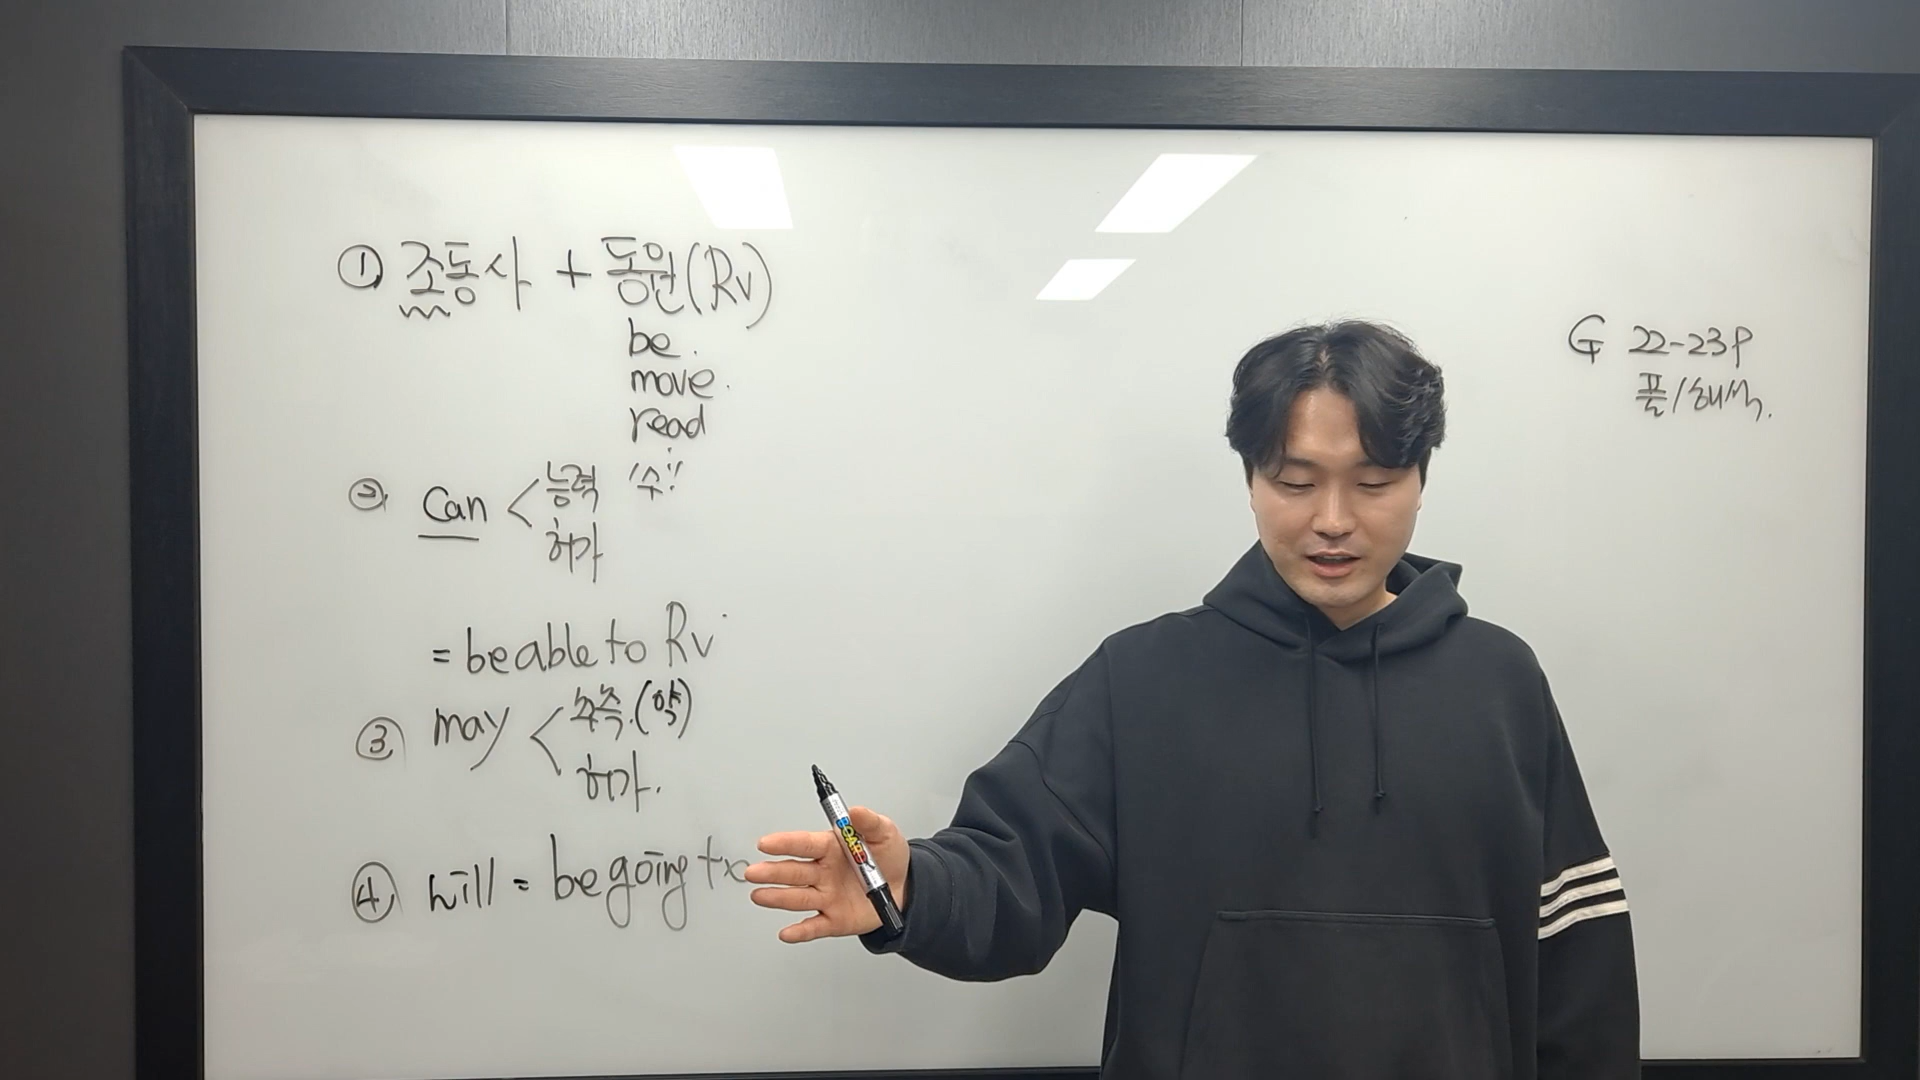 ① 조동사 + 동원(Rv)
be.
move.
read
② can < 능력 '수!'
허가
= be able to Rv
③ may < 추측.(약)
허가.
④ will = be going to
G 22-23P
풀/해석.
BOARD